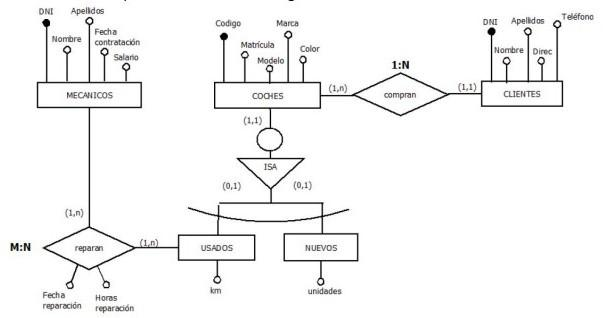 DNI
Apellidos
Nombre
Fecha
contratación
Salario
MECANICOS
Codigo
Matrícula
Modelo
Marca
Color
COCHES
(1,n)
1:N
compran
(1,1)
DNI
Nombre
Apellidos
Direc
Teléfono
CLIENTES
(1,1)
ISA
(0,1)
(0,1)
(1,n)
M:N
reparan
(1,n)
USADOS
NUEVOS
km
unidades
Fecha
reparación
Horas
reparación